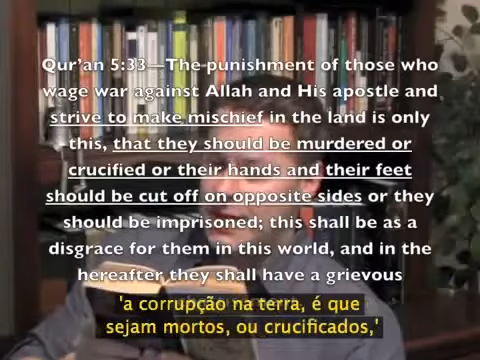 Qur'an 5:33—The punishment of those who
wage war against Allah and His apostle and
strive to make mischief in the land is only
this, that they should be murdered or
crucified or their hands and their feet
should be cut off on opposite sides or they
should be imprisoned; this shall be as a
disgrace for them in this world, and in the
hereafter they shall have a grievous
'a corrupção na terra, é que
sejam mortos, ou crucificados,'